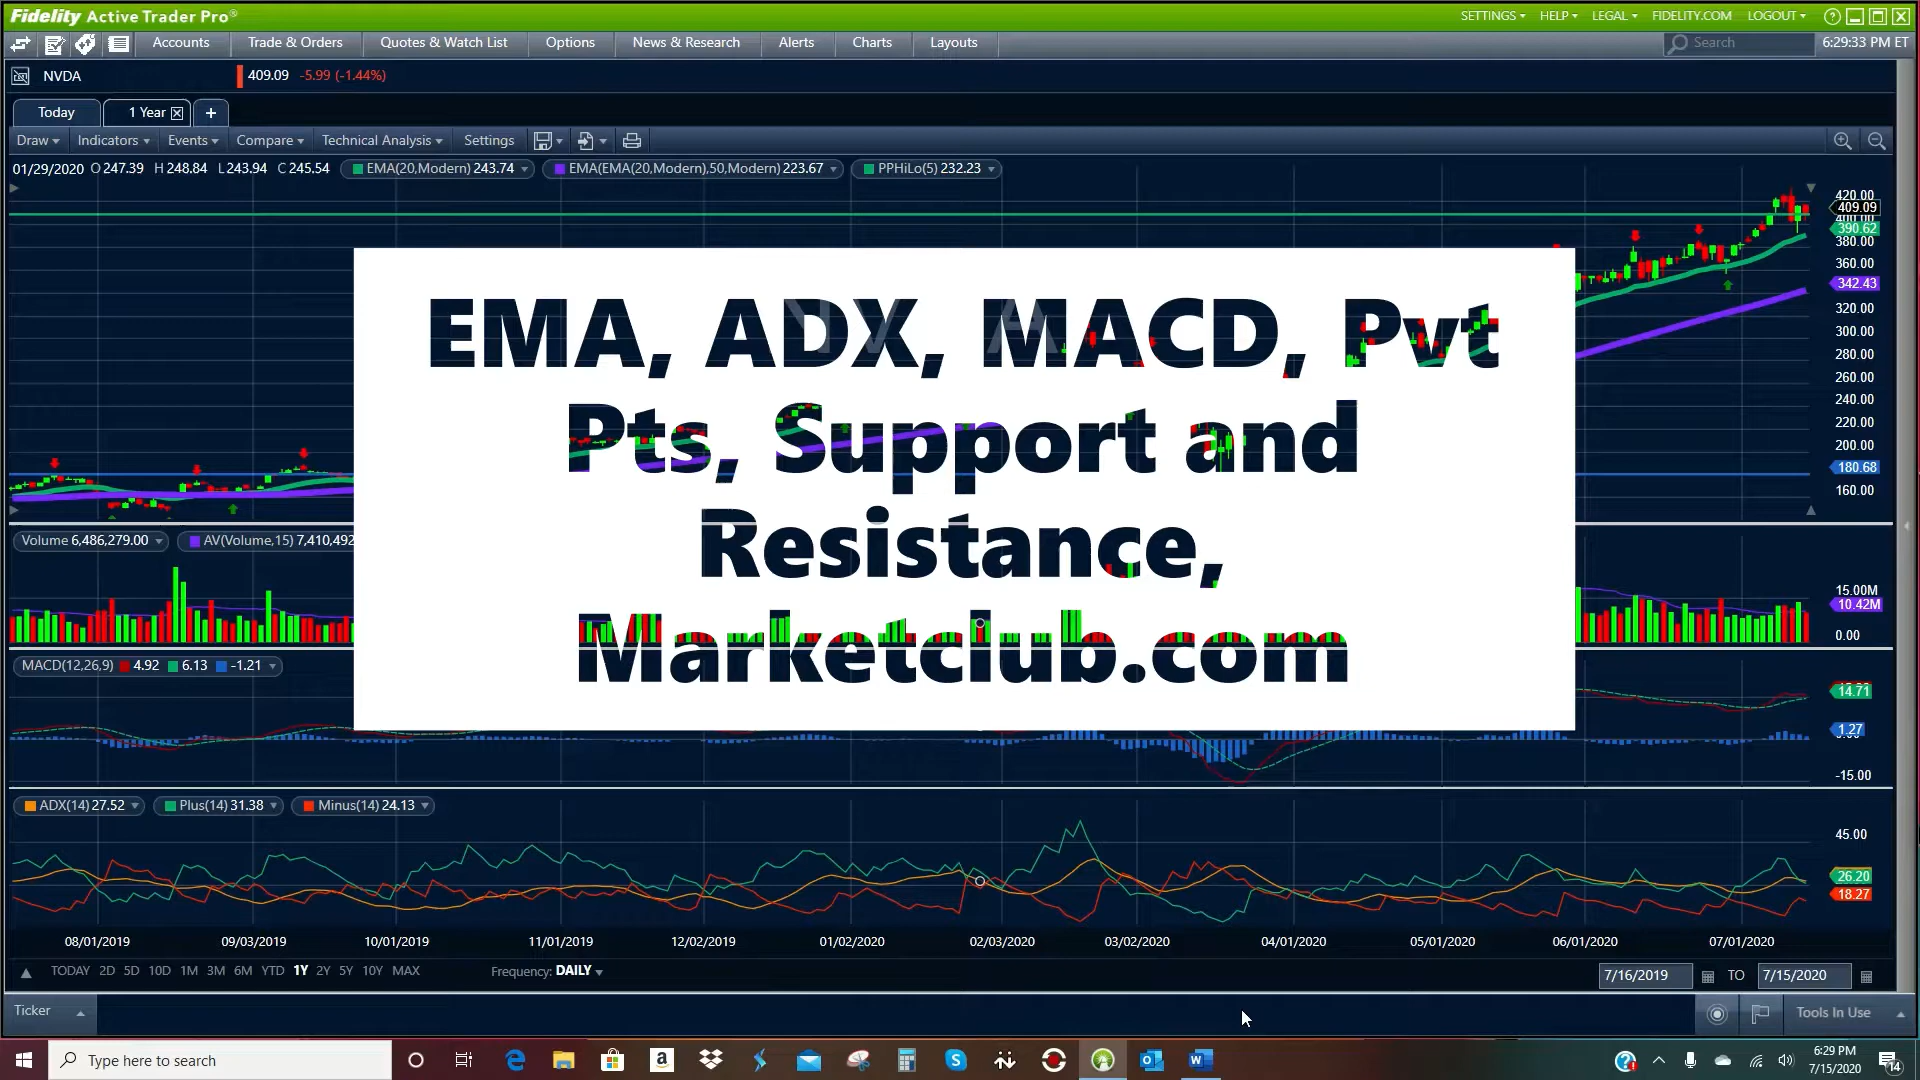 Fidelity Active Trader Pro®
SETTINGS HELP LEGAL FIDELITY.COM LOGOUT
Accounts Trade & Orders Quotes & Watch List Options News & Research Alerts Charts Layouts
Search 6:29:33 PM ET
NVDA 409.09 -5.99 (-1.44%)
Today 1 Year +
Draw Indicators Events Compare Technical Analysis Settings
01/29/2020 O 247.39 H 248.84 L 243.94 C 245.54 EMA(20,Modern) 243.74 EMA(EMA(20,Modern),50,Modern) 223.67 PPHiLo(5) 232.23
420.00
409.09
400.00
390.62
380.00
360.00
342.43
320.00
300.00
280.00
260.00
240.00
220.00
200.00
180.68
160.00
EMA, ADX, MACD, Pvt
Pts, Support and
Resistance,
Marketclub.com
Volume 6,486,279.00 AV(Volume,15) 7,410,492
15.00M
10.42M
0.00
MACD(12,26,9) 4.92 6.13 -1.21
14.71
1.27
-15.00
ADX(14) 27.52 Plus(14) 31.38 Minus(14) 24.13
45.00
26.20
18.27
08/01/2019 09/03/2019 10/01/2019 11/01/2019 12/02/2019 01/02/2020 02/03/2020 03/02/2020 04/01/2020 05/01/2020 06/01/2020 07/01/2020
TODAY 2D 5D 10D 1M 3M 6M YTD 1Y 2Y 5Y 10Y MAX Frequency: DAILY 7/16/2019 TO 7/15/2020
Ticker Tools In Use
Type here to search
6:29 PM
7/15/2020
14